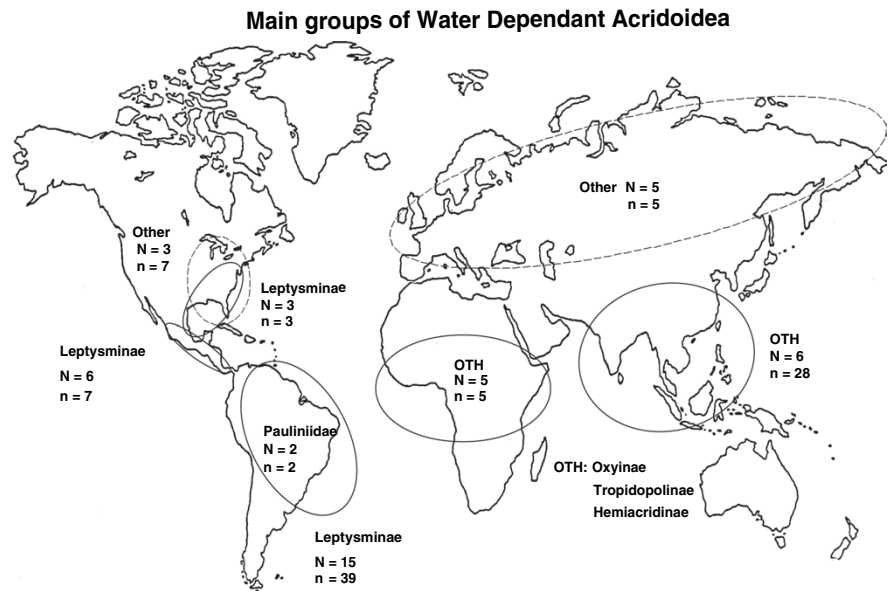 Main groups of Water Dependant Acridoidea
Other N = 5
n = 5
Other
N = 3
n = 7
Leptysminae
N = 3
n = 3
Leptysminae
N = 6
n = 7
OTH
N = 5
n = 5
OTH
N = 6
n = 28
Pauliniidae
N = 2
n = 2
OTH: Oxyinae
Tropidopolinae
Hemiacridinae
Leptysminae
N = 15
n = 39